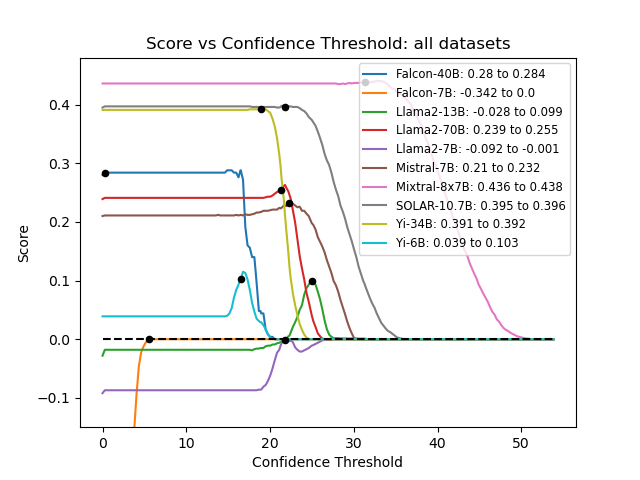 Score vs Confidence Threshold: all datasets
Falcon-40B: 0.28 to 0.284
Falcon-7B: -0.342 to 0.0
Llama2-13B: -0.028 to 0.099
Llama2-70B: 0.239 to 0.255
Llama2-7B: -0.092 to -0.001
Mistral-7B: 0.21 to 0.232
Mixtral-8x7B: 0.436 to 0.438
SOLAR-10.7B: 0.395 to 0.396
Yi-34B: 0.391 to 0.392
Yi-6B: 0.039 to 0.103
Score
0.4
0.3
0.2
0.1
0.0
−0.1
0 10 20 30 40 50
Confidence Threshold